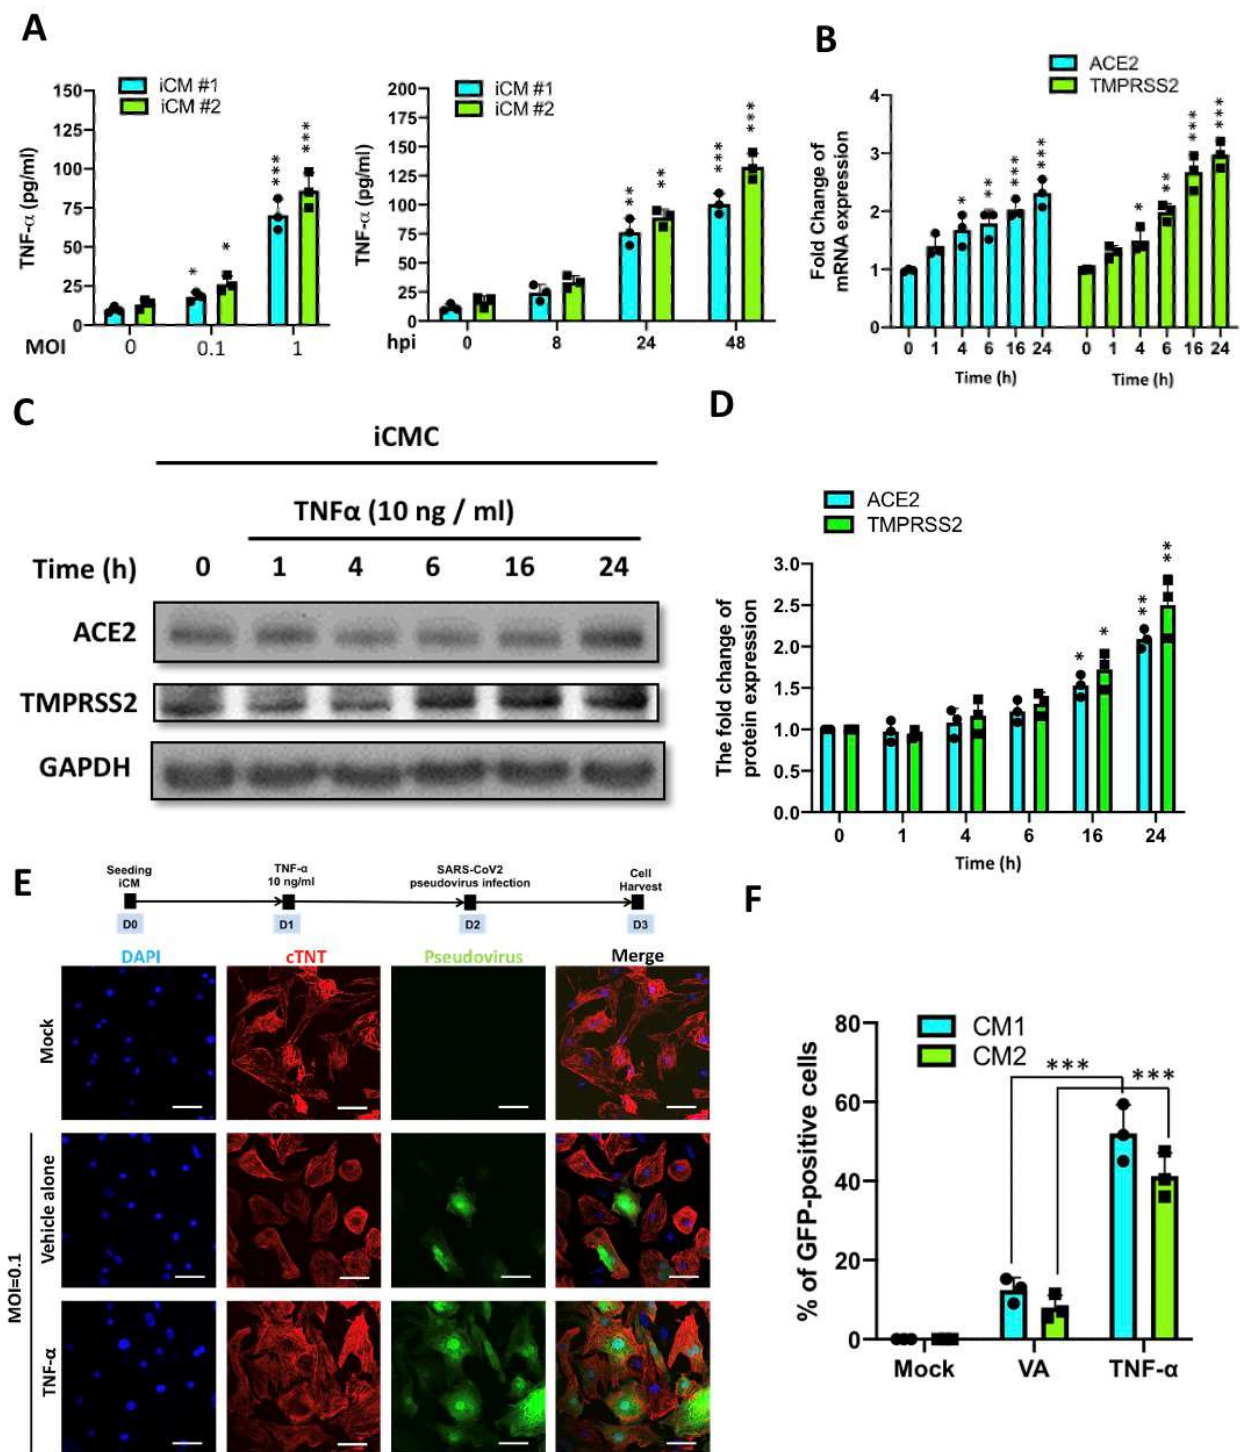 A
iCM #1
iCM #2
TNF-α (pg/ml)
150
125
100
75
50
25
0
*
*
***
***
MOI
0 0.1 1
iCM #1
iCM #2
TNF-α (pg/ml)
200
175
150
125
100
75
50
25
0
**
**
***
***
hpi
0 8 24 48
B
ACE2
TMPRSS2
Fold Change of
mRNA expression
4
3
2
1
0
* ** *** ***
* ** *** ***
0 1 4 6 16 24 0 1 4 6 16 24
Time (h) Time (h)
C
iCMC
TNFα (10 ng / ml)
Time (h) 0 1 4 6 16 24
ACE2
TMPRSS2
GAPDH
D
ACE2
TMPRSS2
The fold change of
protein expression
3.0
2.5
2.0
1.5
1.0
0.5
0.0
* * ** **
0 1 4 6 16 24
Time (h)
E
Seeding
iCM
TNF-α
10 ng/ml
SARS-CoV2
pseudovirus infection
Cell
Harvest
D0 D1 D2 D3
DAPI cTNT Pseudovirus Merge
Mock
MOI=0.1
Vehicle alone
TNF-α
F
CM1
CM2
% of GFP-positive cells
80
60
40
20
0
*** ***
Mock VA TNF-α